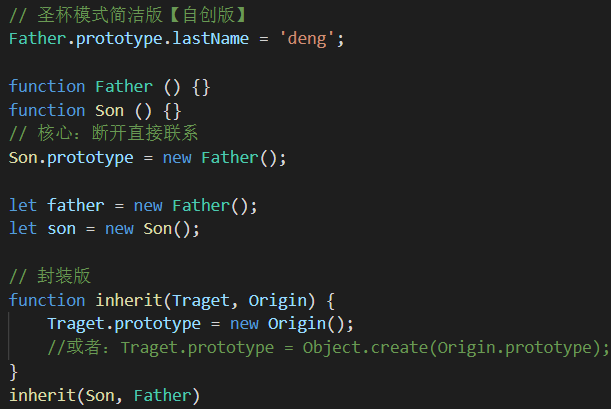 // 圣杯模式简洁版【自创版】
Father.prototype.lastName = 'deng';
function Father () {}
function Son () {}
// 核心: 断开直接联系
Son.prototype = new Father();
let father = new Father();
let son = new Son();
// 封装版
function inherit(Traget, Origin) {
Traget.prototype = new Origin();
//或者: Traget.prototype = Object.create(Origin.prototype);
}
inherit(Son, Father)